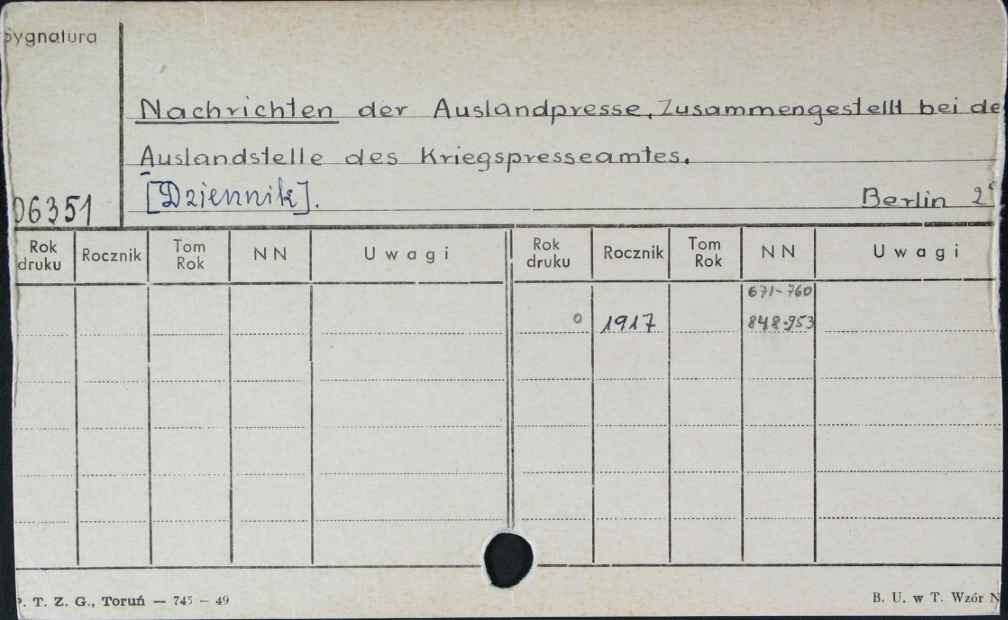 Sygnatura
Nachrichten der Auslandpresse, Zusammengestellt bei de
Auslandstelle des Kriegspresseamtes.
[Dziennik]. Berlin 2°
06351
Rok druku Rocznik Tom Rok NN Uwagi Rok druku Rocznik Tom Rok NN Uwagi
671-760
0 1917 848-953
P. T. Z. G., Toruń — 745 — 49 B. U. w T. Wzór N